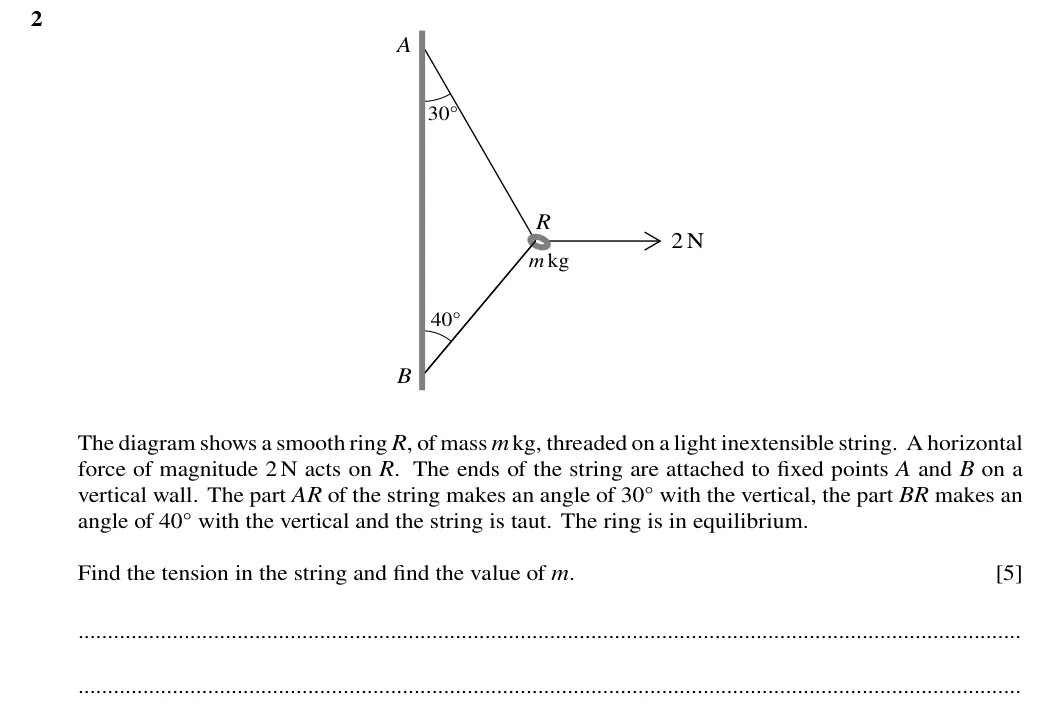 2
A
30°
R
2 N
m kg
40°
B
The diagram shows a smooth ring R, of mass m kg, threaded on a light inextensible string. A horizontal
force of magnitude 2 N acts on R. The ends of the string are attached to fixed points A and B on a
vertical wall. The part AR of the string makes an angle of 30° with the vertical, the part BR makes an
angle of 40° with the vertical and the string is taut. The ring is in equilibrium.
Find the tension in the string and find the value of m. [5]